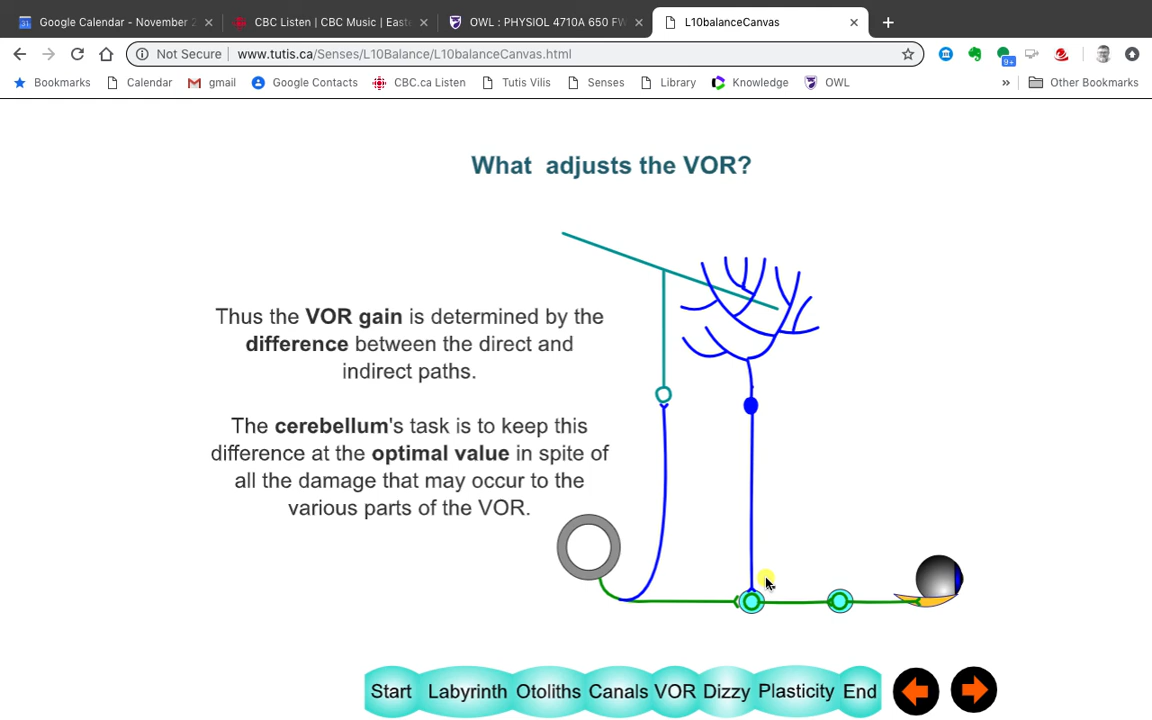 Google Calendar - November 2
CBC Listen | CBC Music | Easte
OWL : PHYSIOL 4710A 650 FW
L10balanceCanvas
Not Secure
www.tutis.ca/Senses/L10Balance/L10balanceCanvas.html
9+
Bookmarks
Calendar
gmail
Google Contacts
CBC.ca Listen
Tutis Vilis
Senses
Library
Knowledge
OWL
»
Other Bookmarks
What adjusts the VOR?
Thus the VOR gain is determined by the
difference between the direct and
indirect paths.
The cerebellum's task is to keep this
difference at the optimal value in spite of
all the damage that may occur to the
various parts of the VOR.
Start Labyrinth Otoliths Canals VOR Dizzy Plasticity End